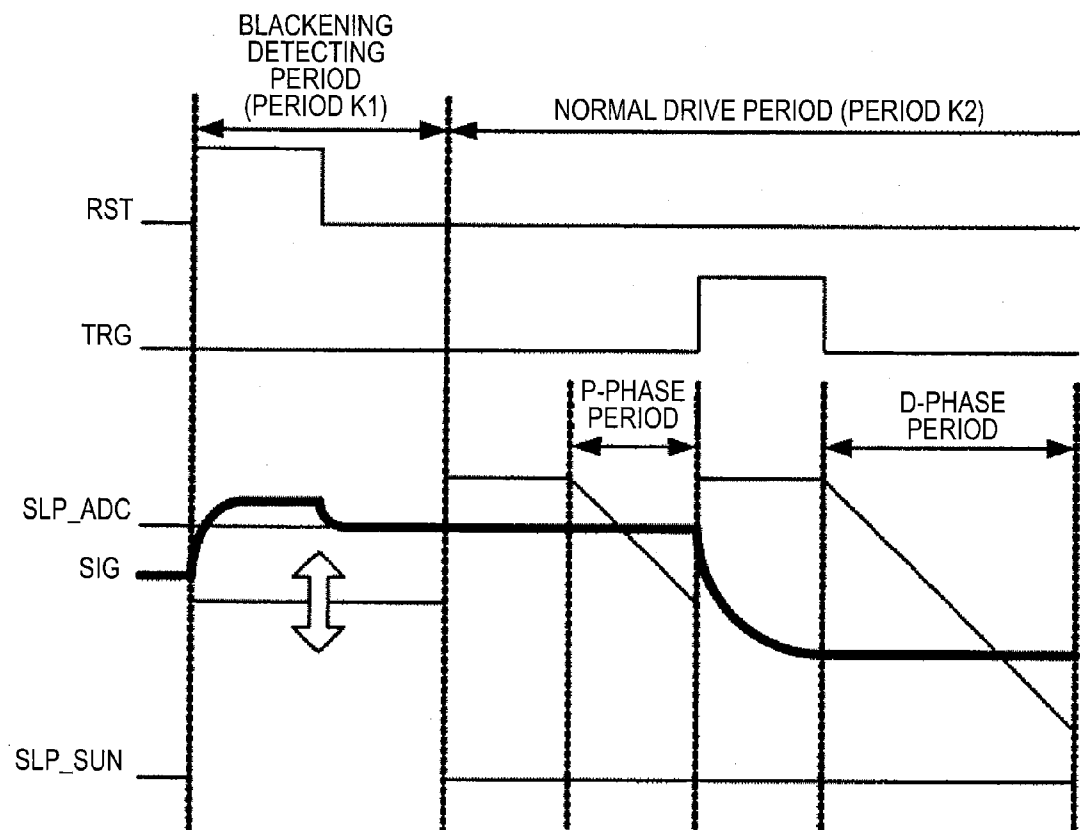 BLACKENING
DETECTING
PERIOD
(PERIOD K1)
NORMAL DRIVE PERIOD (PERIOD K2)
RST
TRG
P-PHASE
PERIOD
D-PHASE
PERIOD
SLP_ADC
SIG
SLP_SUN